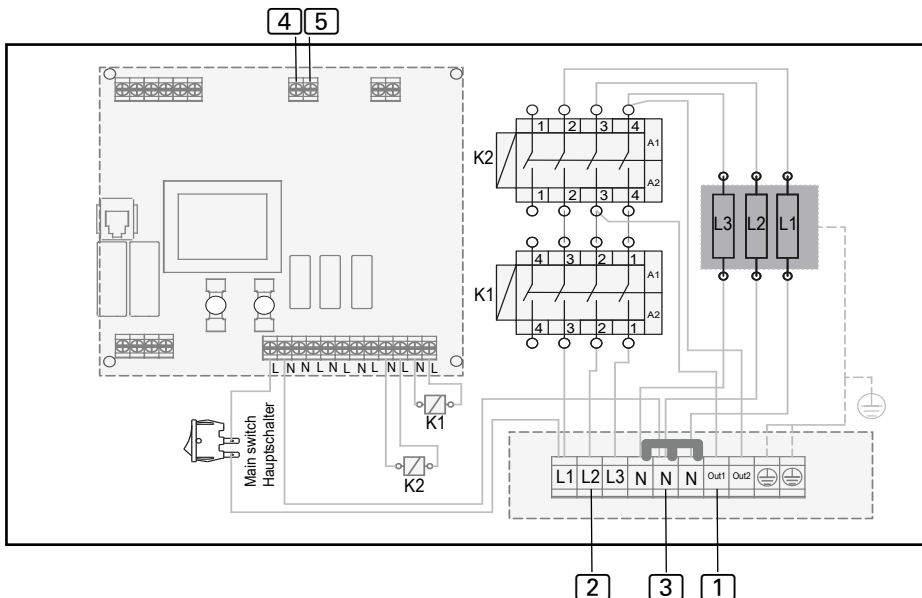 4 5
1 2 3 4
K2
A1
A2
1 2 3 4
L3 L2 L1
4 3 2 1
K1
A1
A2
4 3 2 1
L N N L N L N L N L N L
K1
K2
Main switch
Hauptschalter
L1 L2 L3 N N N Out1 Out2
2 3 1